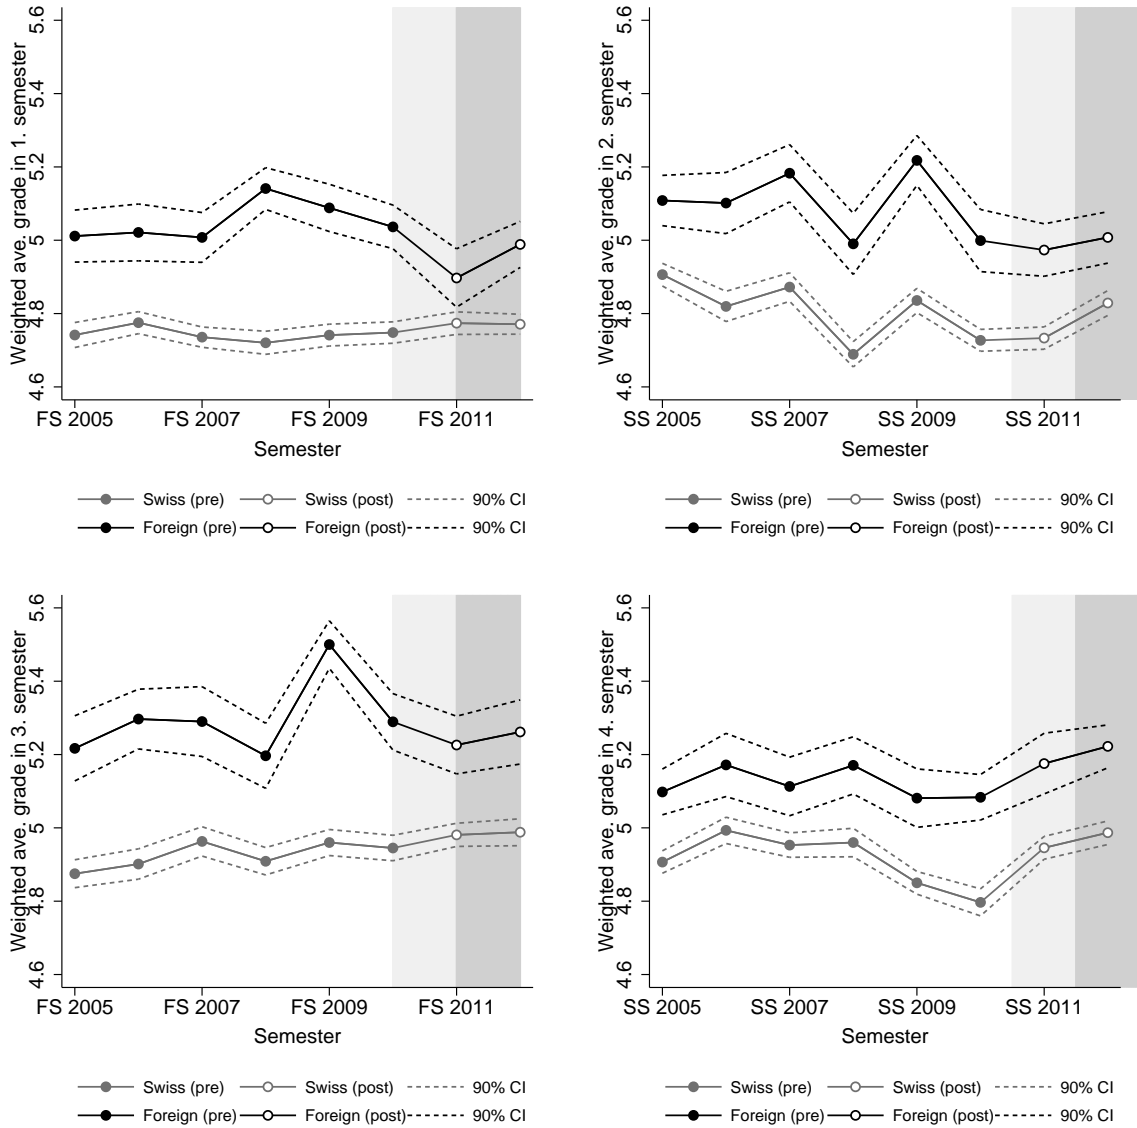 Weighted ave. grade in 1. semester
5.6
5.4
5.2
5
4.8
4.6
FS 2005 FS 2007 FS 2009 FS 2011
Semester
Swiss (pre) Swiss (post) 90% CI
Foreign (pre) Foreign (post) 90% CI
Weighted ave. grade in 2. semester
5.6
5.4
5.2
5
4.8
4.6
SS 2005 SS 2007 SS 2009 SS 2011
Semester
Swiss (pre) Swiss (post) 90% CI
Foreign (pre) Foreign (post) 90% CI
Weighted ave. grade in 3. semester
5.6
5.4
5.2
5
4.8
4.6
FS 2005 FS 2007 FS 2009 FS 2011
Semester
Swiss (pre) Swiss (post) 90% CI
Foreign (pre) Foreign (post) 90% CI
Weighted ave. grade in 4. semester
5.6
5.4
5.2
5
4.8
4.6
SS 2005 SS 2007 SS 2009 SS 2011
Semester
Swiss (pre) Swiss (post) 90% CI
Foreign (pre) Foreign (post) 90% CI